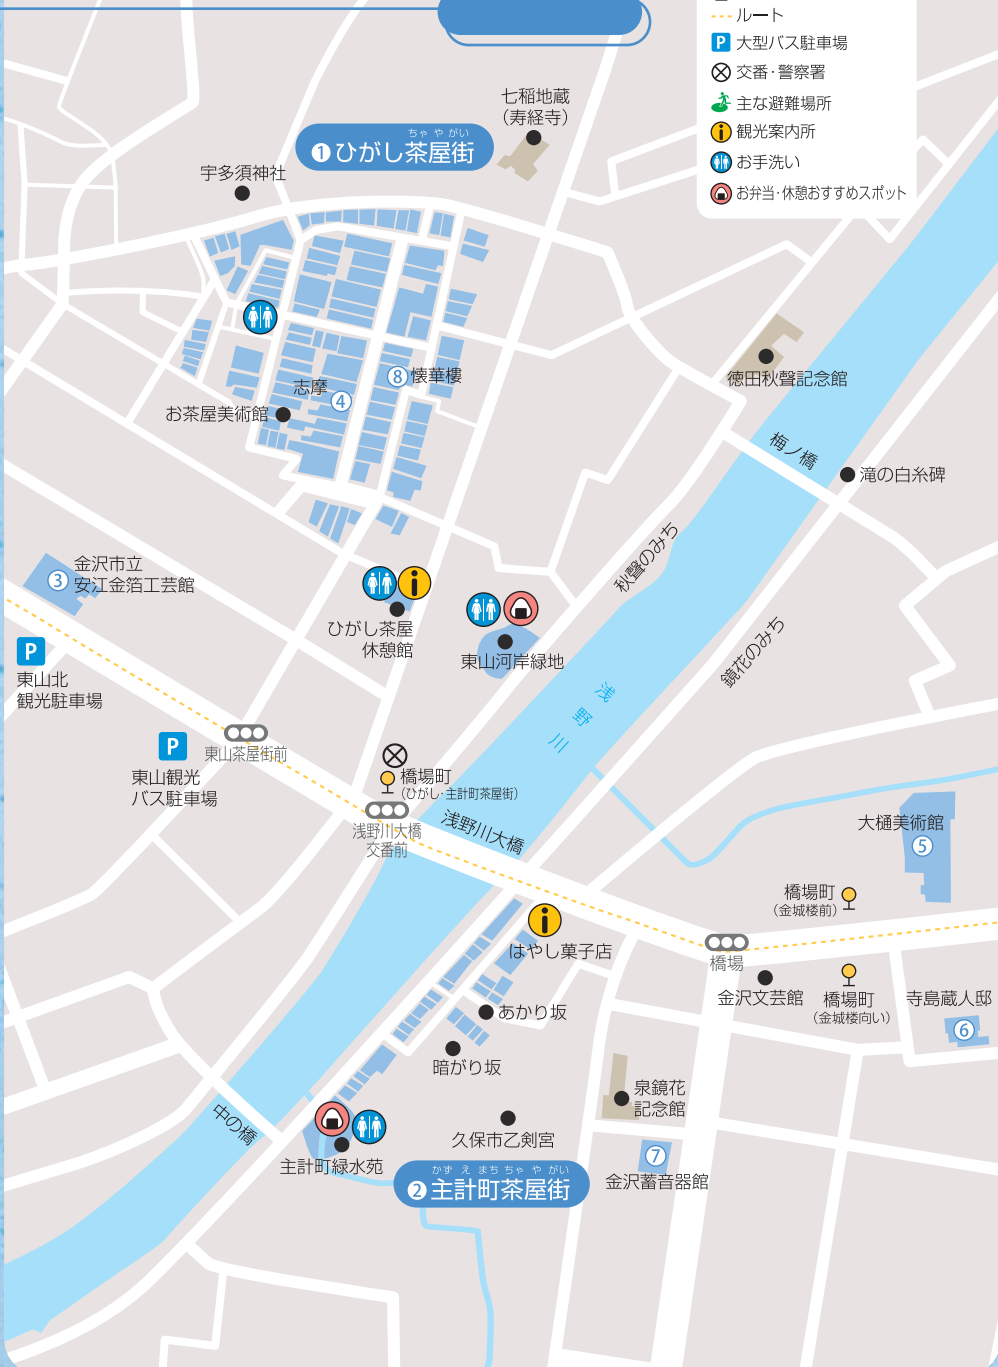 ルート
P 大型バス駐車場
交番・警察署
主な避難場所
観光案内所
お手洗い
お弁当・休憩おすすめスポット
七稲地蔵
（寿経寺）
ちゃ や がい
1 ひがし茶屋街
宇多須神社
8 懐華樓
志摩
4
お茶屋美術館
徳田秋聲記念館
梅ノ橋
滝の白糸碑
金沢市立
安江金箔工芸館
3
秋聲のみち
ひがし茶屋
休憩館
東山河岸緑地
鏡花のみち
P
東山北
観光駐車場
浅野川
東山茶屋街前
P
東山観光
バス駐車場
橋場町
（ひがし・主計町茶屋街）
浅野川大橋
交番前
浅野川大橋
大樋美術館
5
橋場町
（金城楼前）
はやし菓子店
橋場
金沢文芸館
橋場町
（金城楼向い）
寺島蔵人邸
6
あかり坂
暗がり坂
泉鏡花
記念館
中の橋
久保市乙剣宮
主計町緑水苑
7
金沢蓄音器館
かず え まち ちゃ や がい
2 主計町茶屋街